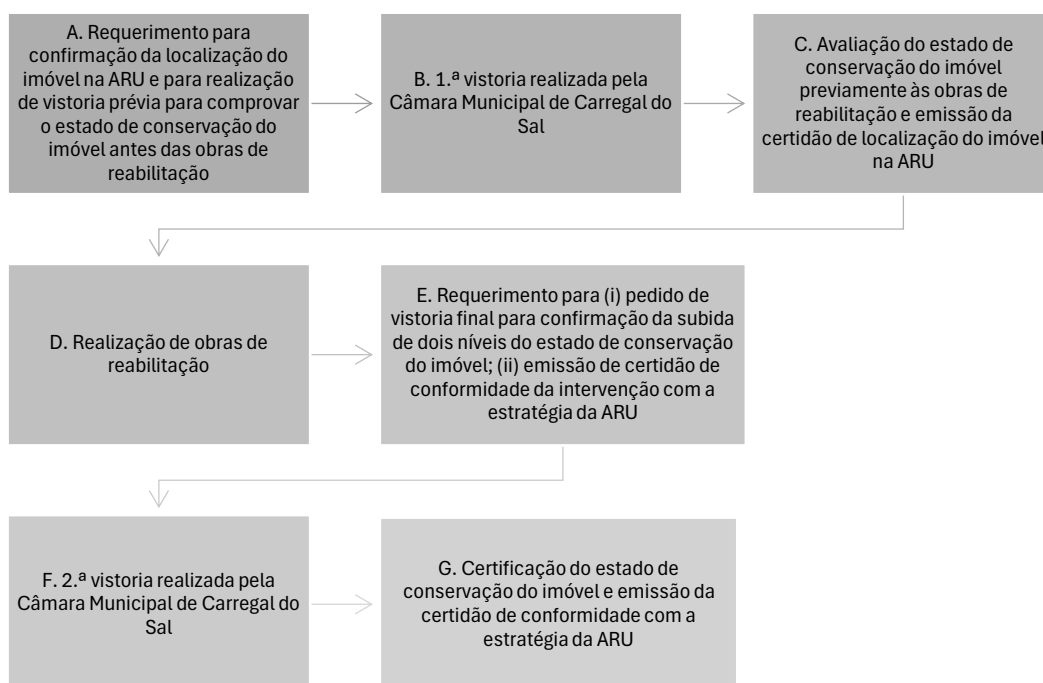 A. Requerimento para
confirmação da localização do
imóvel na ARU e para realização
de vistoria prévia para comprovar
o estado de conservação do
imóvel antes das obras de
reabilitação
B. 1.ª vistoria realizada pela
Câmara Municipal de Carregal do
Sal
C. Avaliação do estado de
conservação do imóvel
previamente às obras de
reabilitação e emissão da
certidão de localização do imóvel
na ARU
D. Realização de obras de
reabilitação
E. Requerimento para (i) pedido de
vistoria final para confirmação da subida
de dois níveis do estado de conservação
do imóvel; (ii) emissão de certidão de
conformidade da intervenção com a
estratégia da ARU
F. 2.ª vistoria realizada pela
Câmara Municipal de Carregal do
Sal
G. Certificação do estado de
conservação do imóvel e emissão da
certidão de conformidade com a
estratégia da ARU